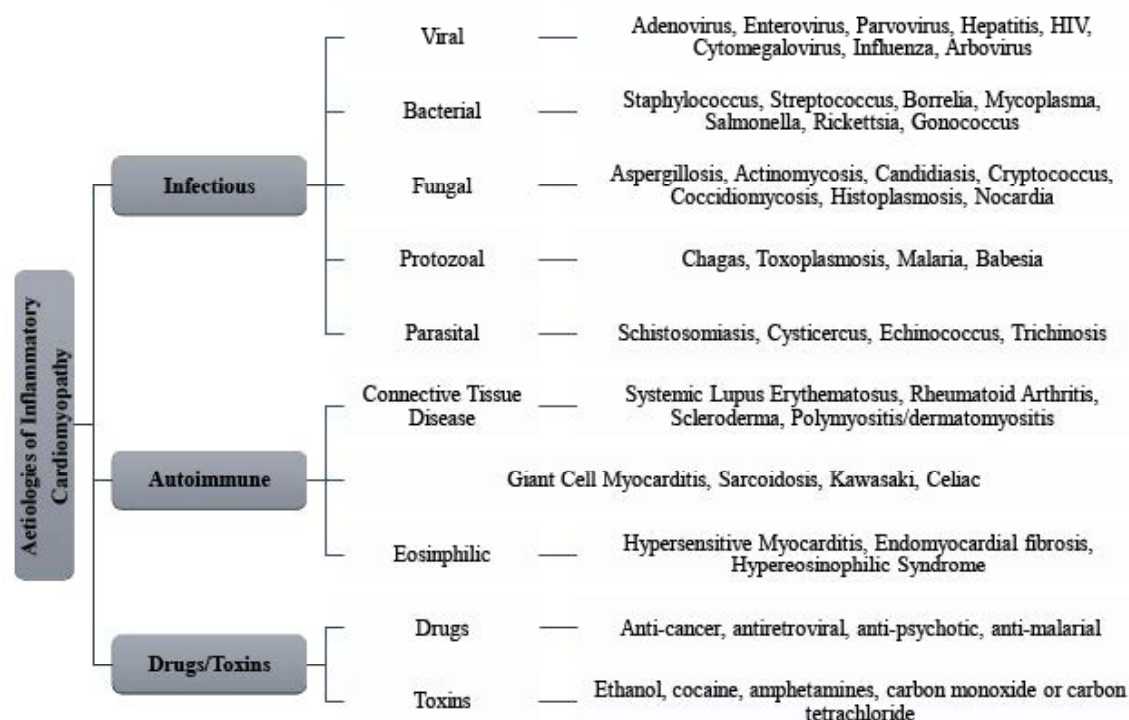 Aetiologies of Inflammatory
Cardiomyopathy
Infectious
Viral
Adenovirus, Enterovirus, Parvovirus, Hepatitis, HIV,
Cytomegalovirus, Influenza, Arbovirus
Bacterial
Staphylococcus, Streptococcus, Borrelia, Mycoplasma,
Salmonella, Rickettsia, Gonococcus
Fungal
Aspergillosis, Actinomycosis, Candidiasis, Cryptococcus,
Coccidiomycosis, Histoplasmosis, Nocardia
Protozoal
Chagas, Toxoplasmosis, Malaria, Babesia
Parasital
Schistosomiasis, Cysticercus, Echinococcus, Trichinosis
Autoimmune
Connective Tissue
Disease
Systemic Lupus Erythematosus, Rheumatoid Arthritis,
Scleroderma, Polymyositis/dermatomyositis
Giant Cell Myocarditis, Sarcoidosis, Kawasaki, Celiac
Eosinphilic
Hypersensitive Myocarditis, Endomyocardial fibrosis,
Hypereosinophilic Syndrome
Drugs/Toxins
Drugs
Anti-cancer, antiretroviral, anti-psychotic, anti-malarial
Toxins
Ethanol, cocaine, amphetamines, carbon monoxide or carbon
tetrachloride